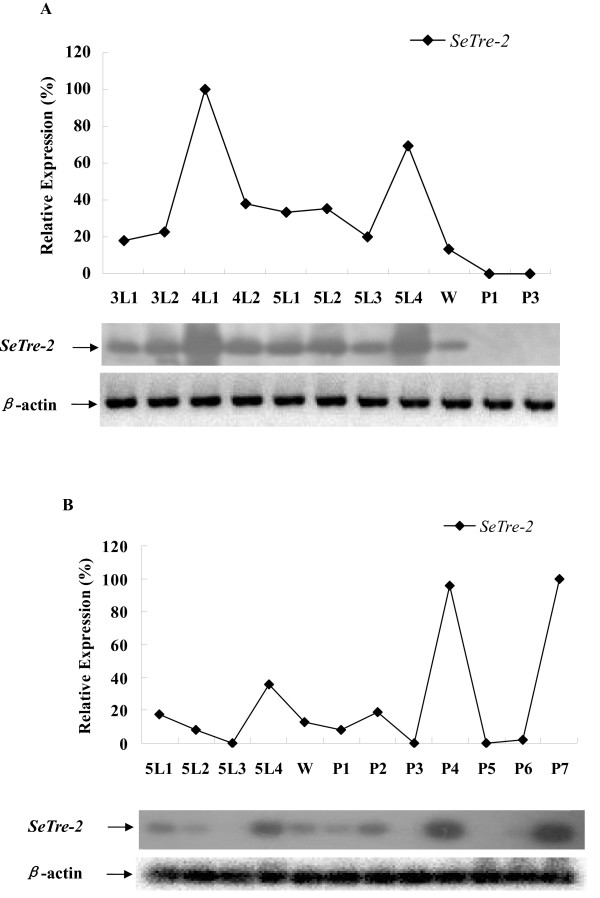 A
SeTre-2
Relative Expression (%)
120
100
80
60
40
20
0
3L1 3L2 4L1 4L2 5L1 5L2 5L3 5L4 W P1 P3
SeTre-2
β-actin
B
SeTre-2
Relative Expression (%)
120
100
80
60
40
20
0
5L1 5L2 5L3 5L4 W P1 P2 P3 P4 P5 P6 P7
SeTre-2
β-actin